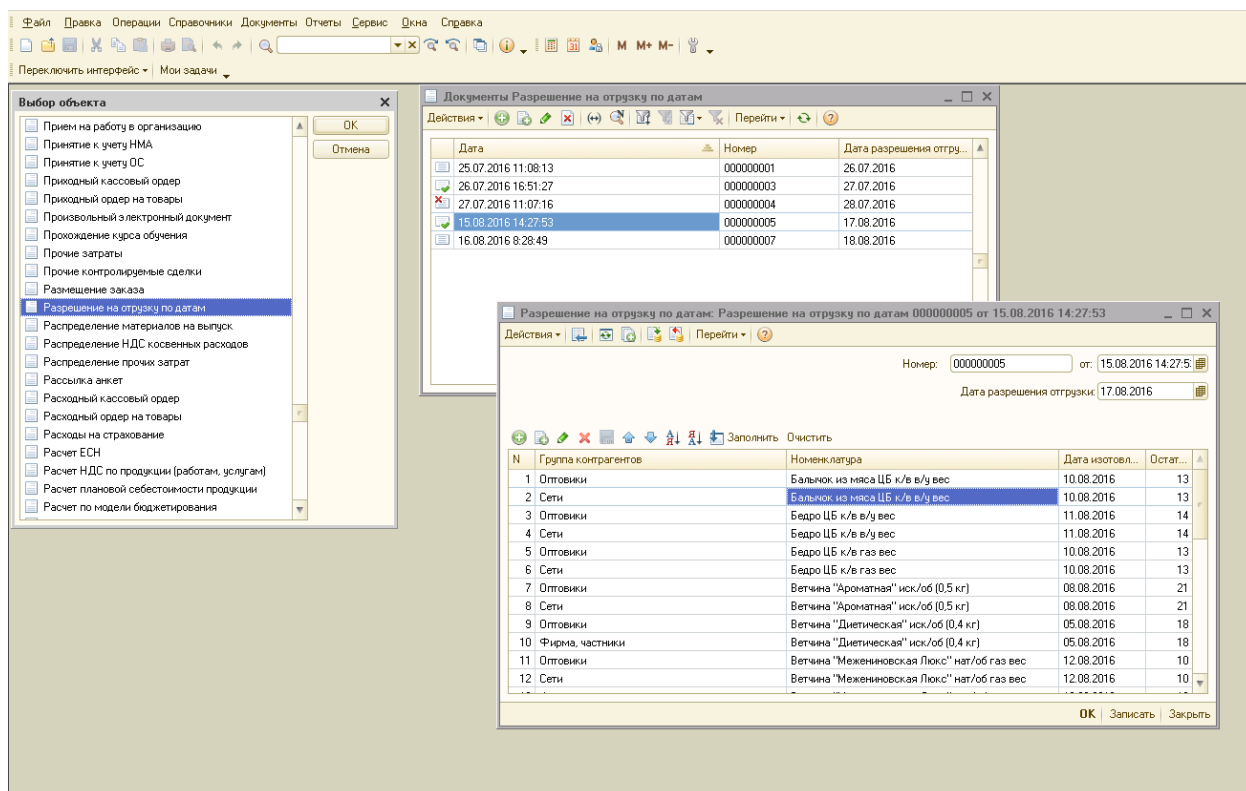 Файл Правка Операции Справочники Документы Отчеты Сервис Окна Справка
M M+ M-
Переключить интерфейс Мои задачи
Выбор объекта
Прием на работу в организацию
Принятие к учету НМА
Принятие к учету ОС
Приходный кассовый ордер
Приходный ордер на товары
Произвольный электронный документ
Прохождение курса обучения
Прочие затраты
Прочие контролируемые сделки
Размещение заказа
Разрешение на отрузку по датам
Распределение материалов на выпуск
Распределение НДС косвенных расходов
Распределение прочих затрат
Рассылка анкет
Расходный кассовый ордер
Расходный ордер на товары
Расходы на страхование
Расчет ЕСН
Расчет НДС по продукции (работам, услугам)
Расчет плановой себестоимости продукции
Расчет по модели бюджетирования
OK
Отмена
Документы Разрешение на отрузку по датам
Действия Перейти
Дата Номер Дата разрешения отгру...
25.07.2016 11:08:13 000000001 26.07.2016
26.07.2016 16:51:27 000000003 27.07.2016
27.07.2016 11:07:16 000000004 28.07.2016
15.08.2016 14:27:53 000000005 17.08.2016
16.08.2016 8:28:49 000000007 18.08.2016
Разрешение на отрузку по датам: Разрешение на отрузку по датам 000000005 от 15.08.2016 14:27:53
Действия Перейти
Номер: 000000005 от: 15.08.2016 14:27:5
Дата разрешения отгрузки: 17.08.2016
Заполнить Очистить
N Группа контрагентов Номенклатура Дата изотовл... Остат...
1 Оптовики Балычок из мяса ЦБ к/в в/у вес 10.08.2016 13
2 Сети Балычок из мяса ЦБ к/в в/у вес 10.08.2016 13
3 Оптовики Бедро ЦБ к/в в/у вес 11.08.2016 14
4 Сети Бедро ЦБ к/в в/у вес 11.08.2016 14
5 Оптовики Бедро ЦБ к/в газ вес 10.08.2016 13
6 Сети Бедро ЦБ к/в газ вес 10.08.2016 13
7 Оптовики Ветчина "Ароматная" иск/об (0,5 кг) 08.08.2016 21
8 Сети Ветчина "Ароматная" иск/об (0,5 кг) 08.08.2016 21
9 Оптовики Ветчина "Диетическая" иск/об (0,4 кг) 05.08.2016 18
10 Фирма, частники Ветчина "Диетическая" иск/об (0,4 кг) 05.08.2016 18
11 Оптовики Ветчина "Межениновская Люкс" нат/об газ вес 12.08.2016 10
12 Сети Ветчина "Межениновская Люкс" нат/об газ вес 12.08.2016 10
OK Записать Закрыть